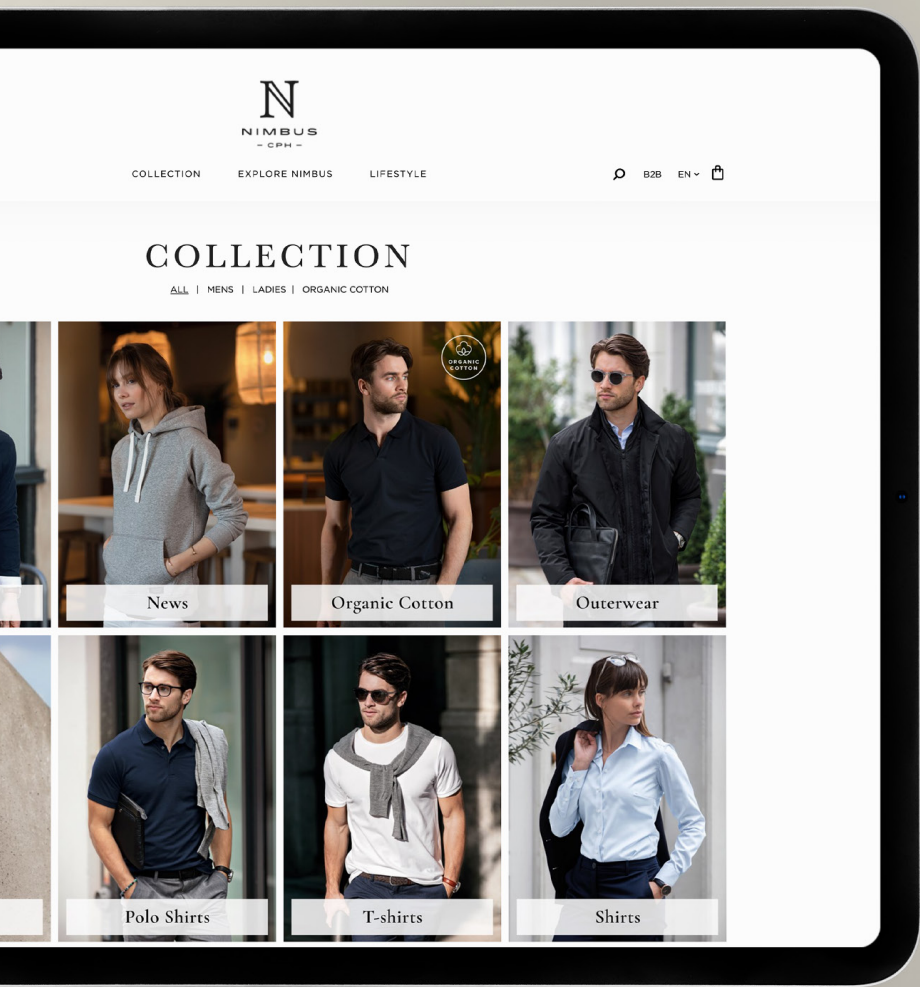 N
NIMBUS
– CPH –
COLLECTION EXPLORE NIMBUS LIFESTYLE B2B EN
COLLECTION
ALL | MENS | LADIES | ORGANIC COTTON
ORGANIC
COTTON
News Organic Cotton Outerwear
Polo Shirts T-shirts Shirts